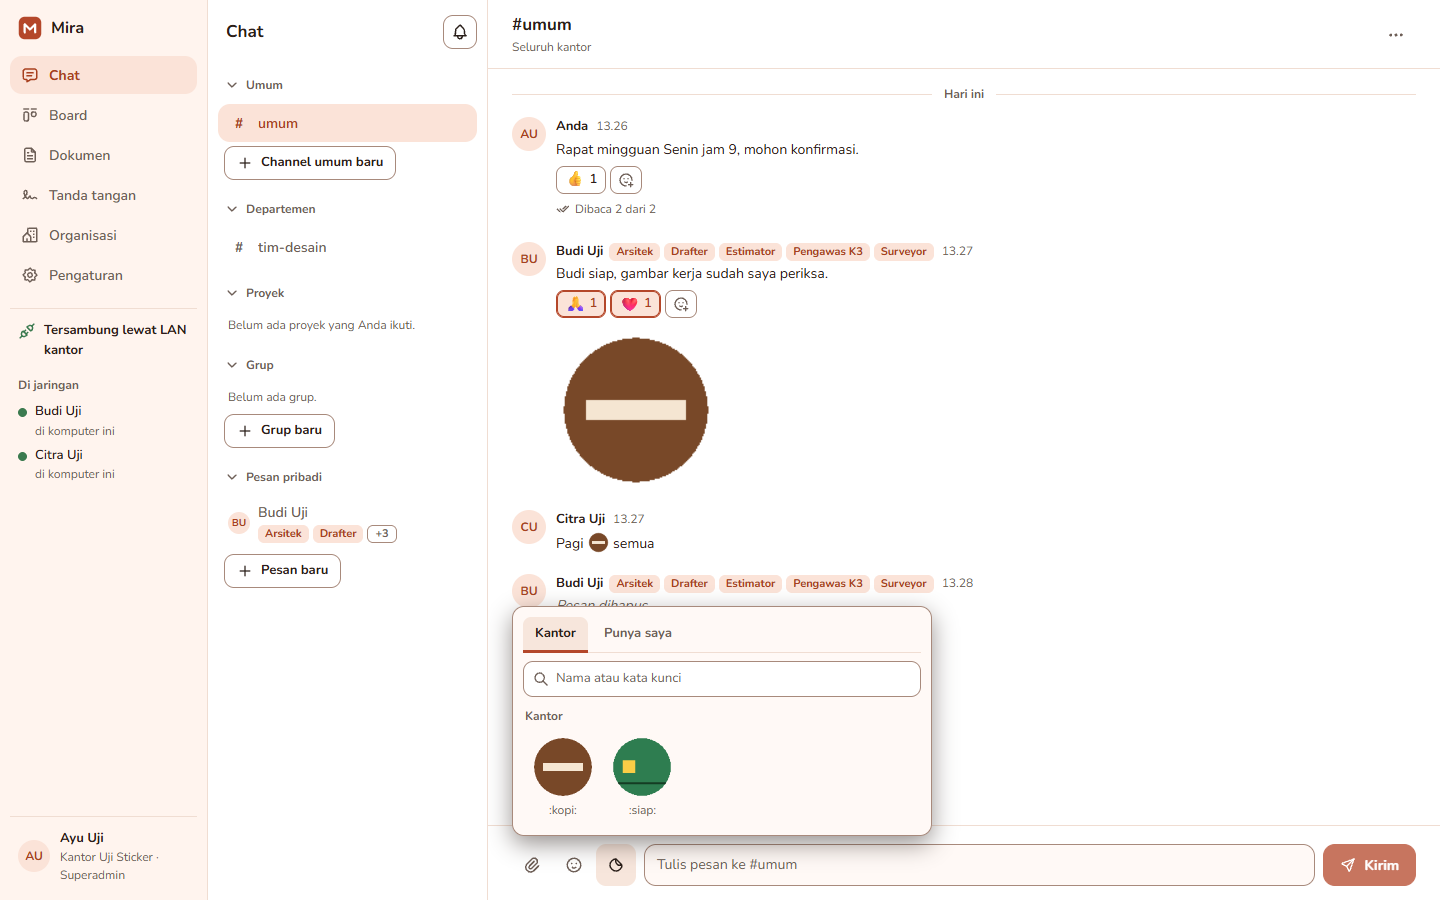 Mira
Chat
Board
Dokumen
Tanda tangan
Organisasi
Pengaturan
Tersambung lewat LAN
kantor
Di jaringan
Budi Uji
di komputer ini
Citra Uji
di komputer ini
AU
Ayu Uji
Kantor Uji Sticker ·
Superadmin
Chat
Umum
# umum
+ Channel umum baru
Departemen
# tim-desain
Proyek
Belum ada proyek yang Anda ikuti.
Grup
Belum ada grup.
+ Grup baru
Pesan pribadi
BU
Budi Uji
Arsitek Drafter +3
+ Pesan baru
#umum
Seluruh kantor
Hari ini
AU
Anda 13.26
Rapat mingguan Senin jam 9, mohon konfirmasi.
👍 1
Dibaca 2 dari 2
BU
Budi Uji Arsitek Drafter Estimator Pengawas K3 Surveyor 13.27
Budi siap, gambar kerja sudah saya periksa.
🙏 1 ❤️ 1
CU
Citra Uji 13.27
Pagi semua
BU
Budi Uji Arsitek Drafter Estimator Pengawas K3 Surveyor 13.28
Pesan dihapus
Kantor Punya saya
Nama atau kata kunci
Kantor
:kopi: :siap:
Tulis pesan ke #umum
Kirim